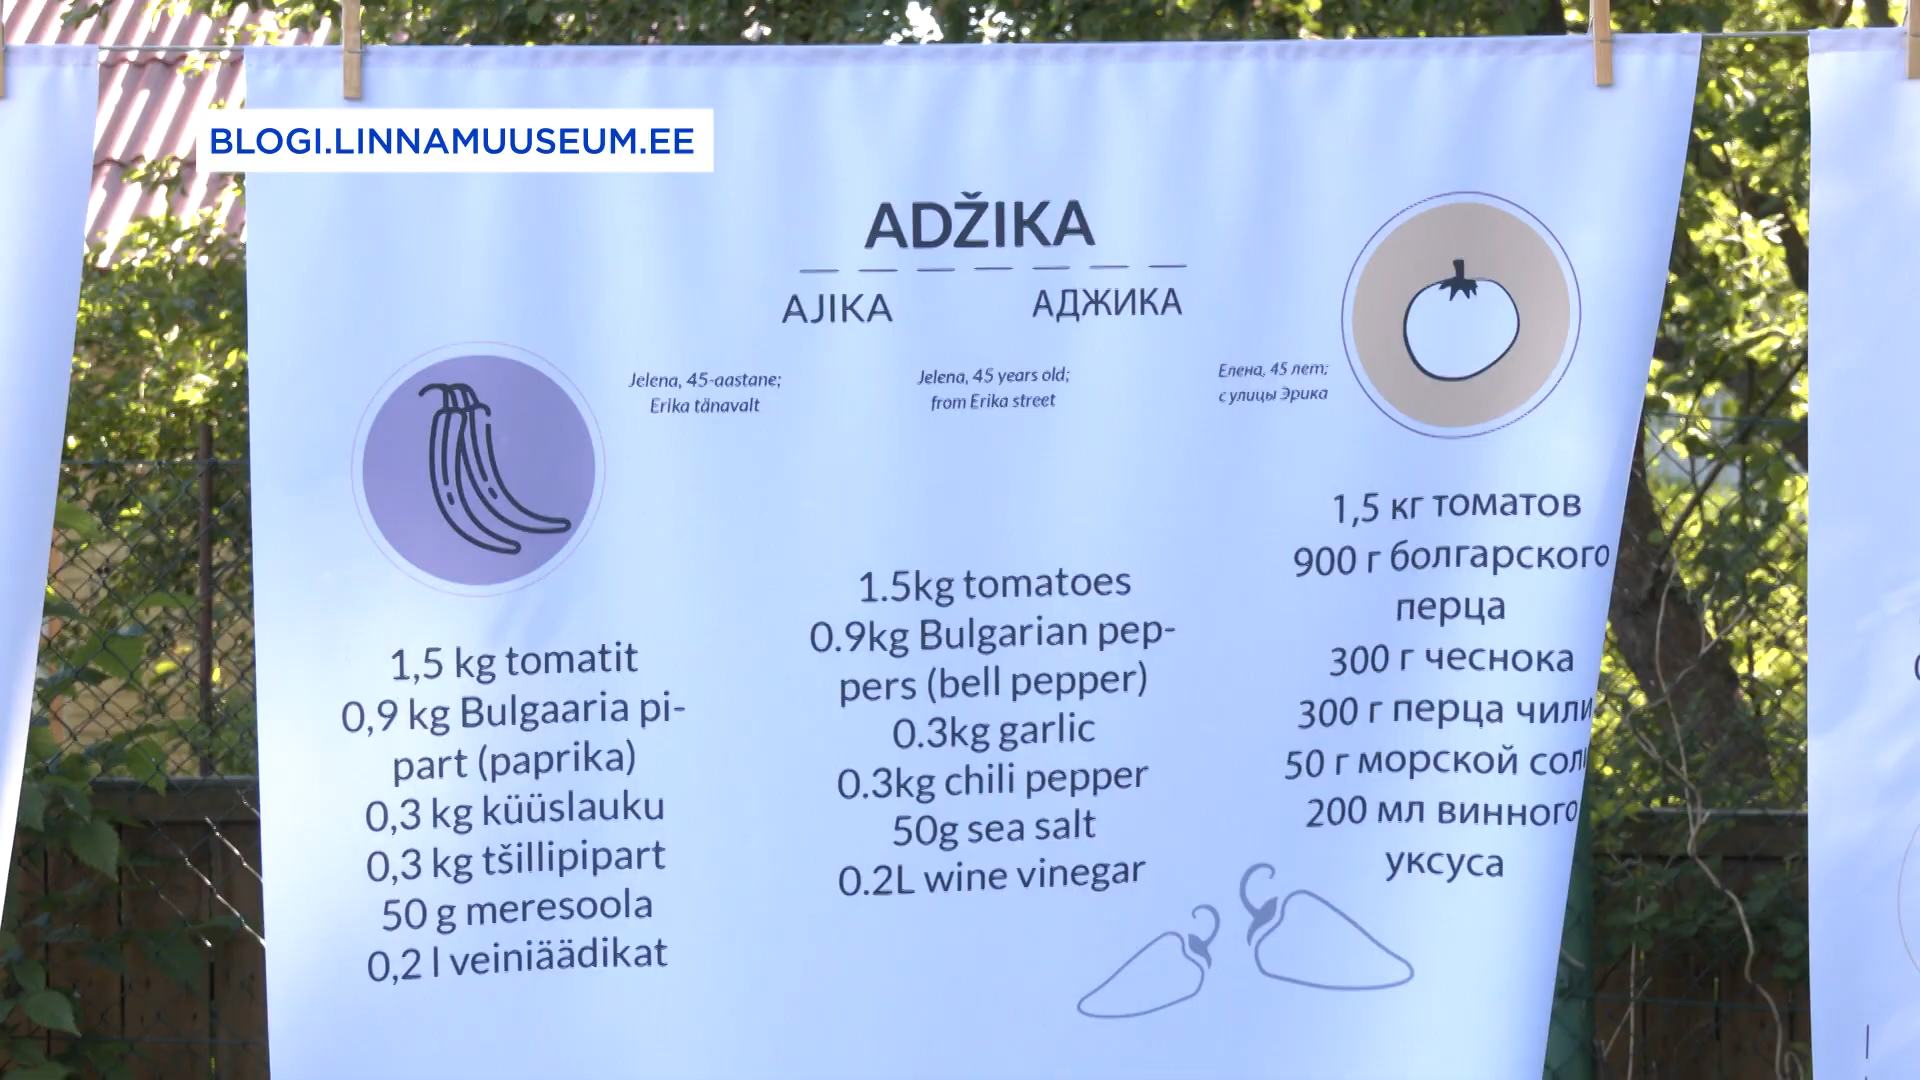 BLOGI.LINNAMUUSEUM.EE
ADŽIKA
AJIKA
АДЖИКА
Jelena, 45-aastane;
Erika tänavalt
Jelena, 45 years old;
from Erika street
Елена, 45 лет;
с улицы Эрика
1,5 kg tomatit
0,9 kg Bulgaaria pi-
part (paprika)
0,3 kg küüslauku
0,3 kg tšillipipart
50 g meresoola
0,2 l veiniäädikat
1.5kg tomatoes
0.9kg Bulgarian pep-
pers (bell pepper)
0.3kg garlic
0.3kg chili pepper
50g sea salt
0.2L wine vinegar
1,5 кг томатов
900 г болгарского
перца
300 г чеснока
300 г перца чили
50 г морской соли
200 мл винного
уксуса